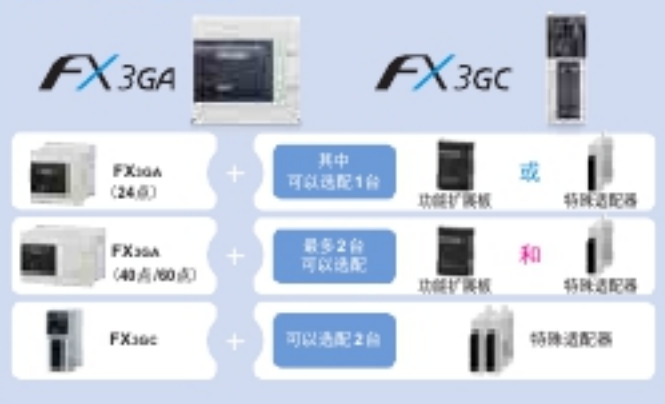 FX3GA
FX3GC
FX3GA
(24点)
+
其中
可以选配1台
功能扩展板
或
特殊适配器
FX3GA
(40点/60点)
+
最多2台
可以选配
功能扩展板
和
特殊适配器
FX3GC
+
可以选配2台
特殊适配器